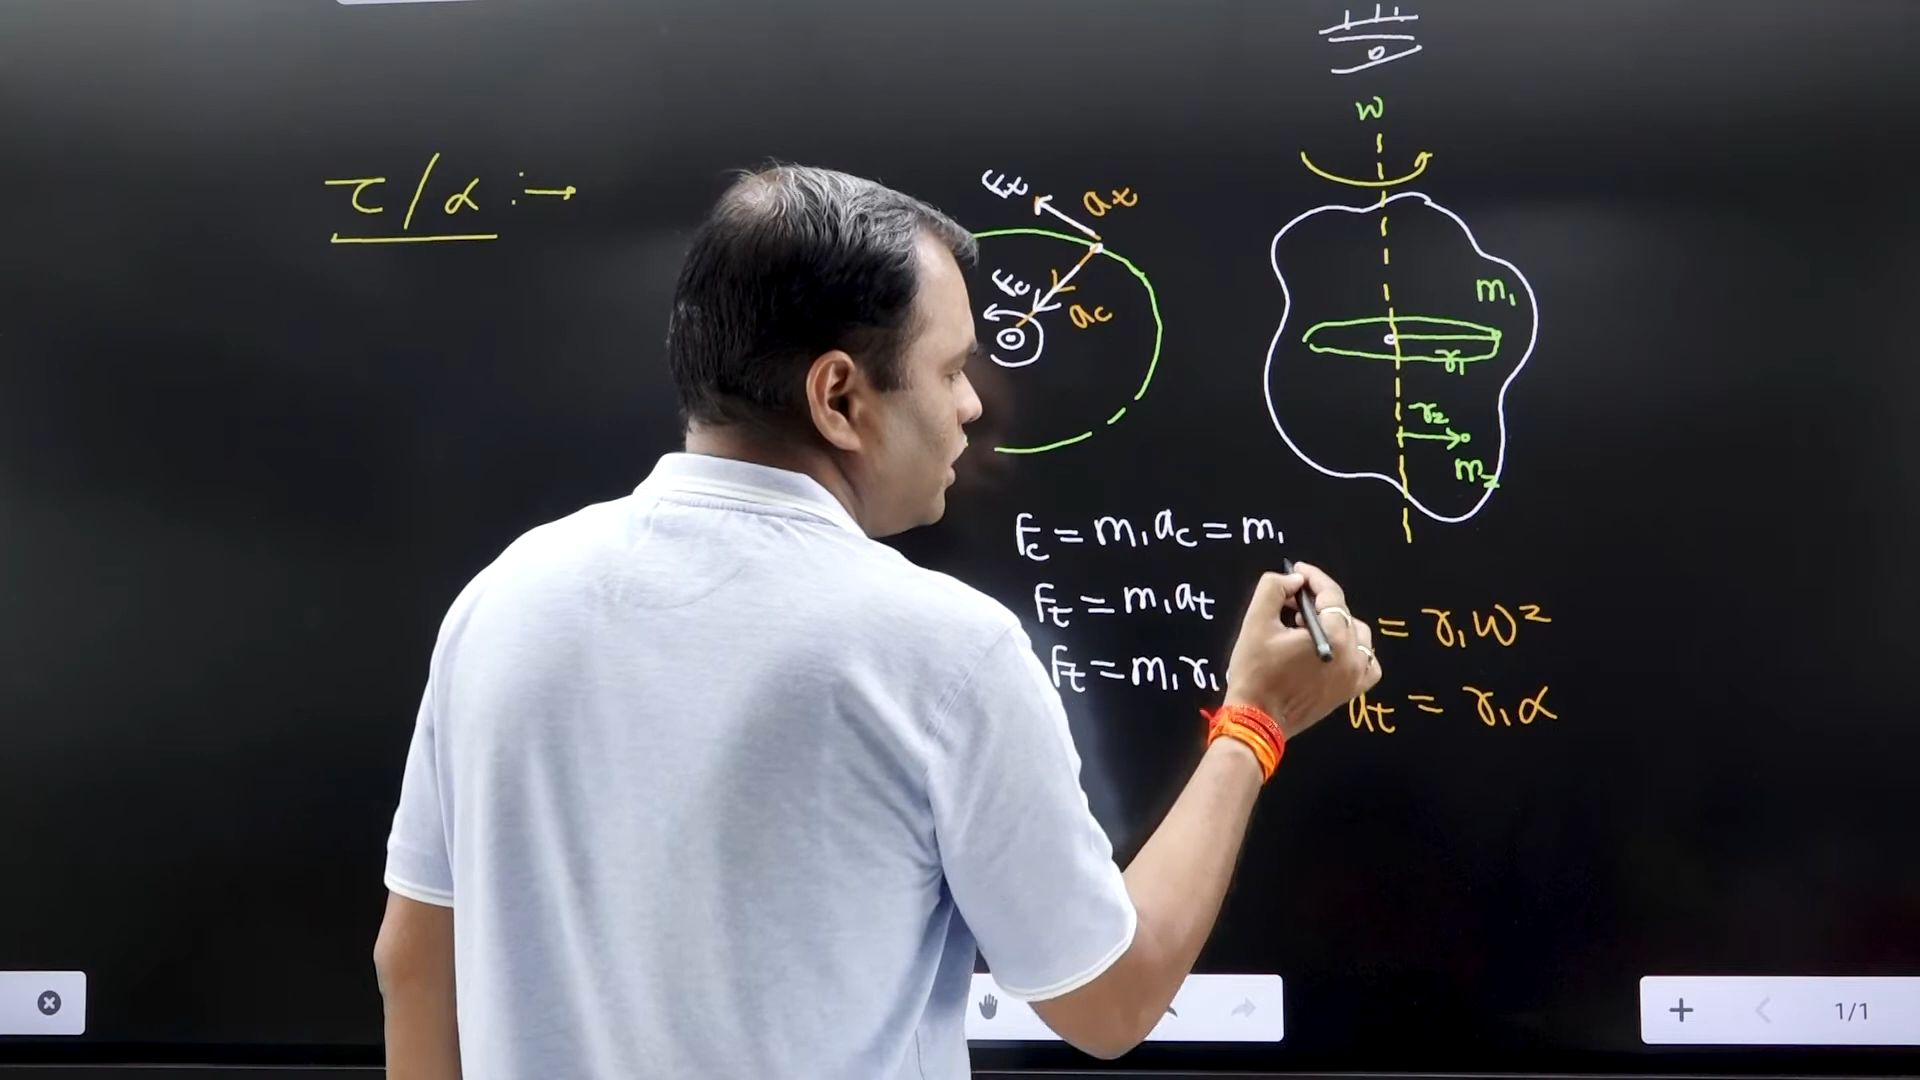 τ/α :→
ω
Ft
at
Fc
ac
m₁
r₁
r₂
m₂
Fc = m₁ac = m₁
Ft = m₁at
= r₁ω²
Ft = m₁r₁
at = r₁α
1/1